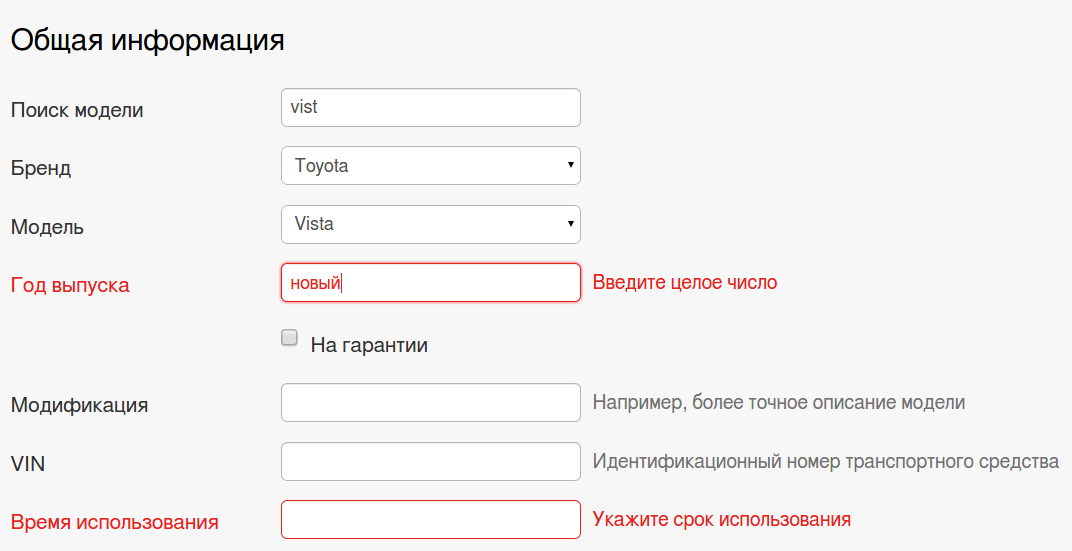 Общая информация
Поиск модели vist
Бренд Toyota
Модель Vista
Год выпуска новый Введите целое число
На гарантии
Модификация Например, более точное описание модели
VIN Идентификационный номер транспортного средства
Время использования Укажите срок использования